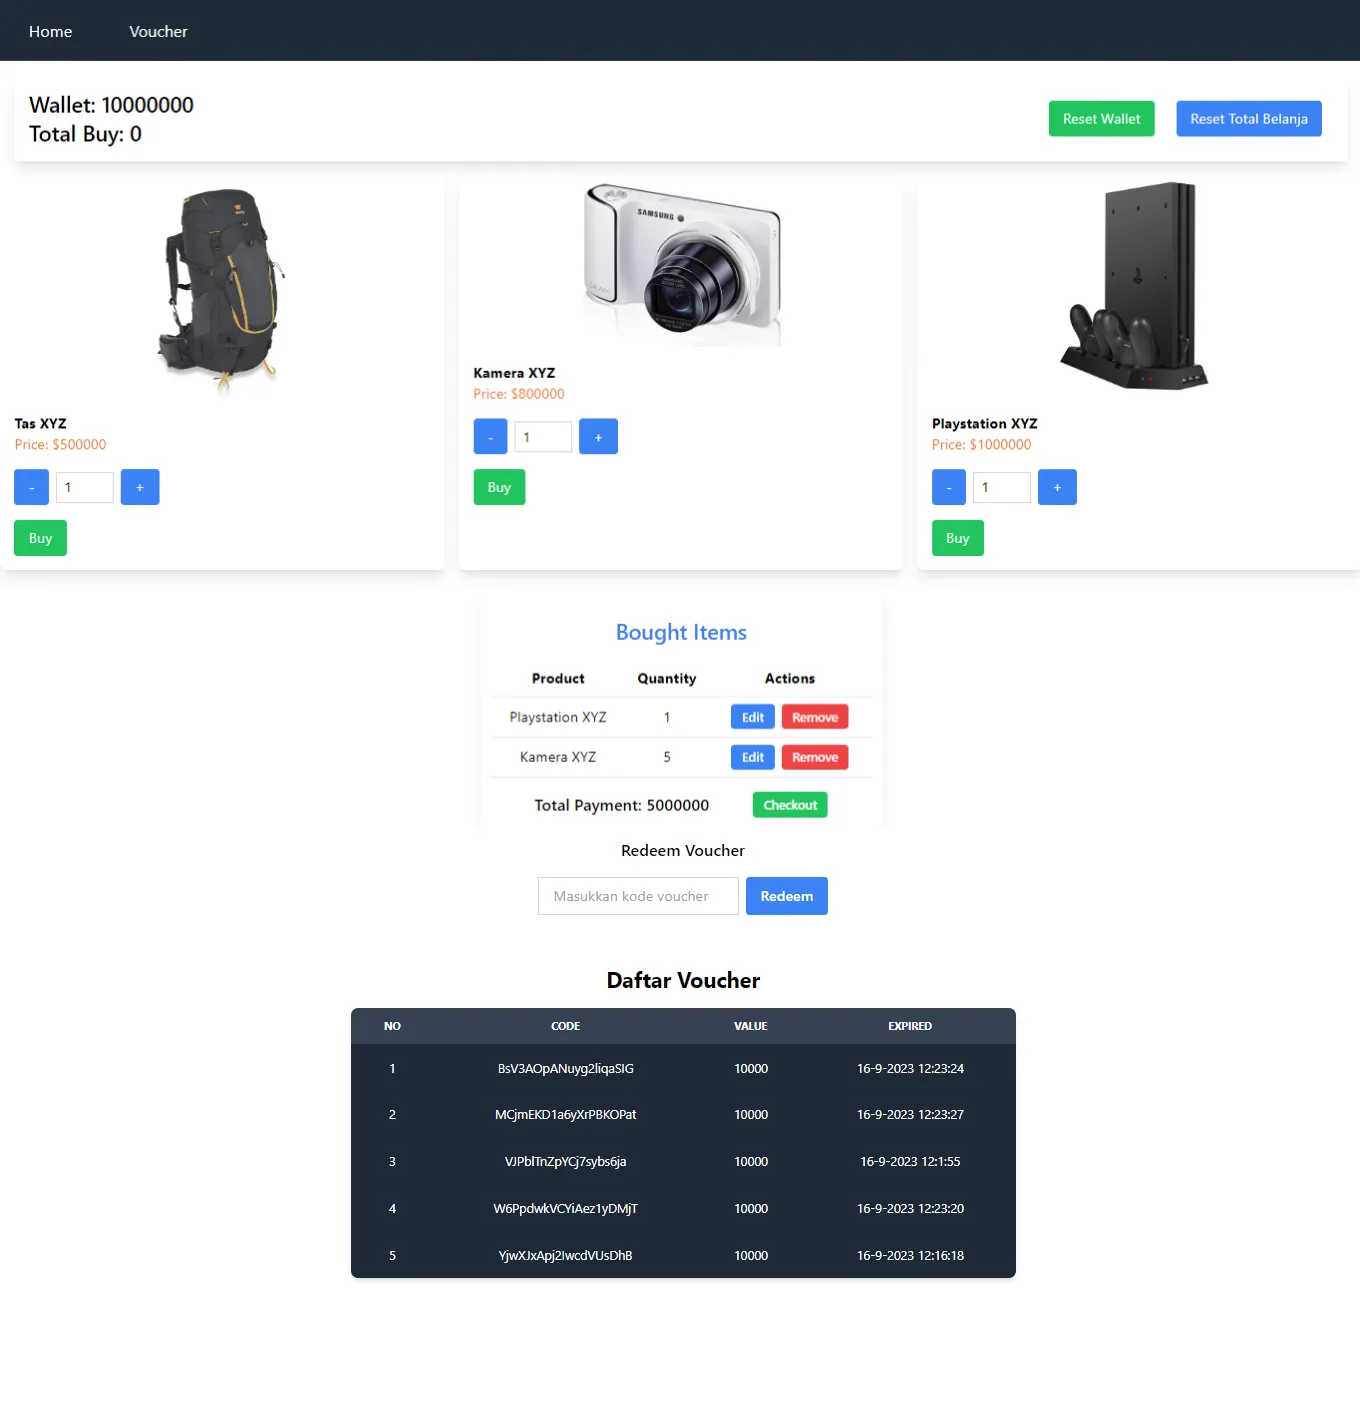 Home Voucher
Wallet: 10000000
Total Buy: 0
Reset Wallet Reset Total Belanja
SAMSUNG
Tas XYZ
Price: $500000
- 1 +
Buy
Kamera XYZ
Price: $800000
- 1 +
Buy
Playstation XYZ
Price: $1000000
- 1 +
Buy
Bought Items
Product Quantity Actions
Playstation XYZ 1 Edit Remove
Kamera XYZ 5 Edit Remove
Total Payment: 5000000 Checkout
Redeem Voucher
Masukkan kode voucher Redeem
Daftar Voucher
NO CODE VALUE EXPIRED
1 BsV3AOpANuyg2liqaSIG 10000 16-9-2023 12:23:24
2 MCjmEKD1a6yXrPBKOPat 10000 16-9-2023 12:23:27
3 VJPblTnZpYCj7sybs6ja 10000 16-9-2023 12:1:55
4 W6PpdwkVCYiAez1yDMjT 10000 16-9-2023 12:23:20
5 YjwXJxApj2IwcdVUsDhB 10000 16-9-2023 12:16:18